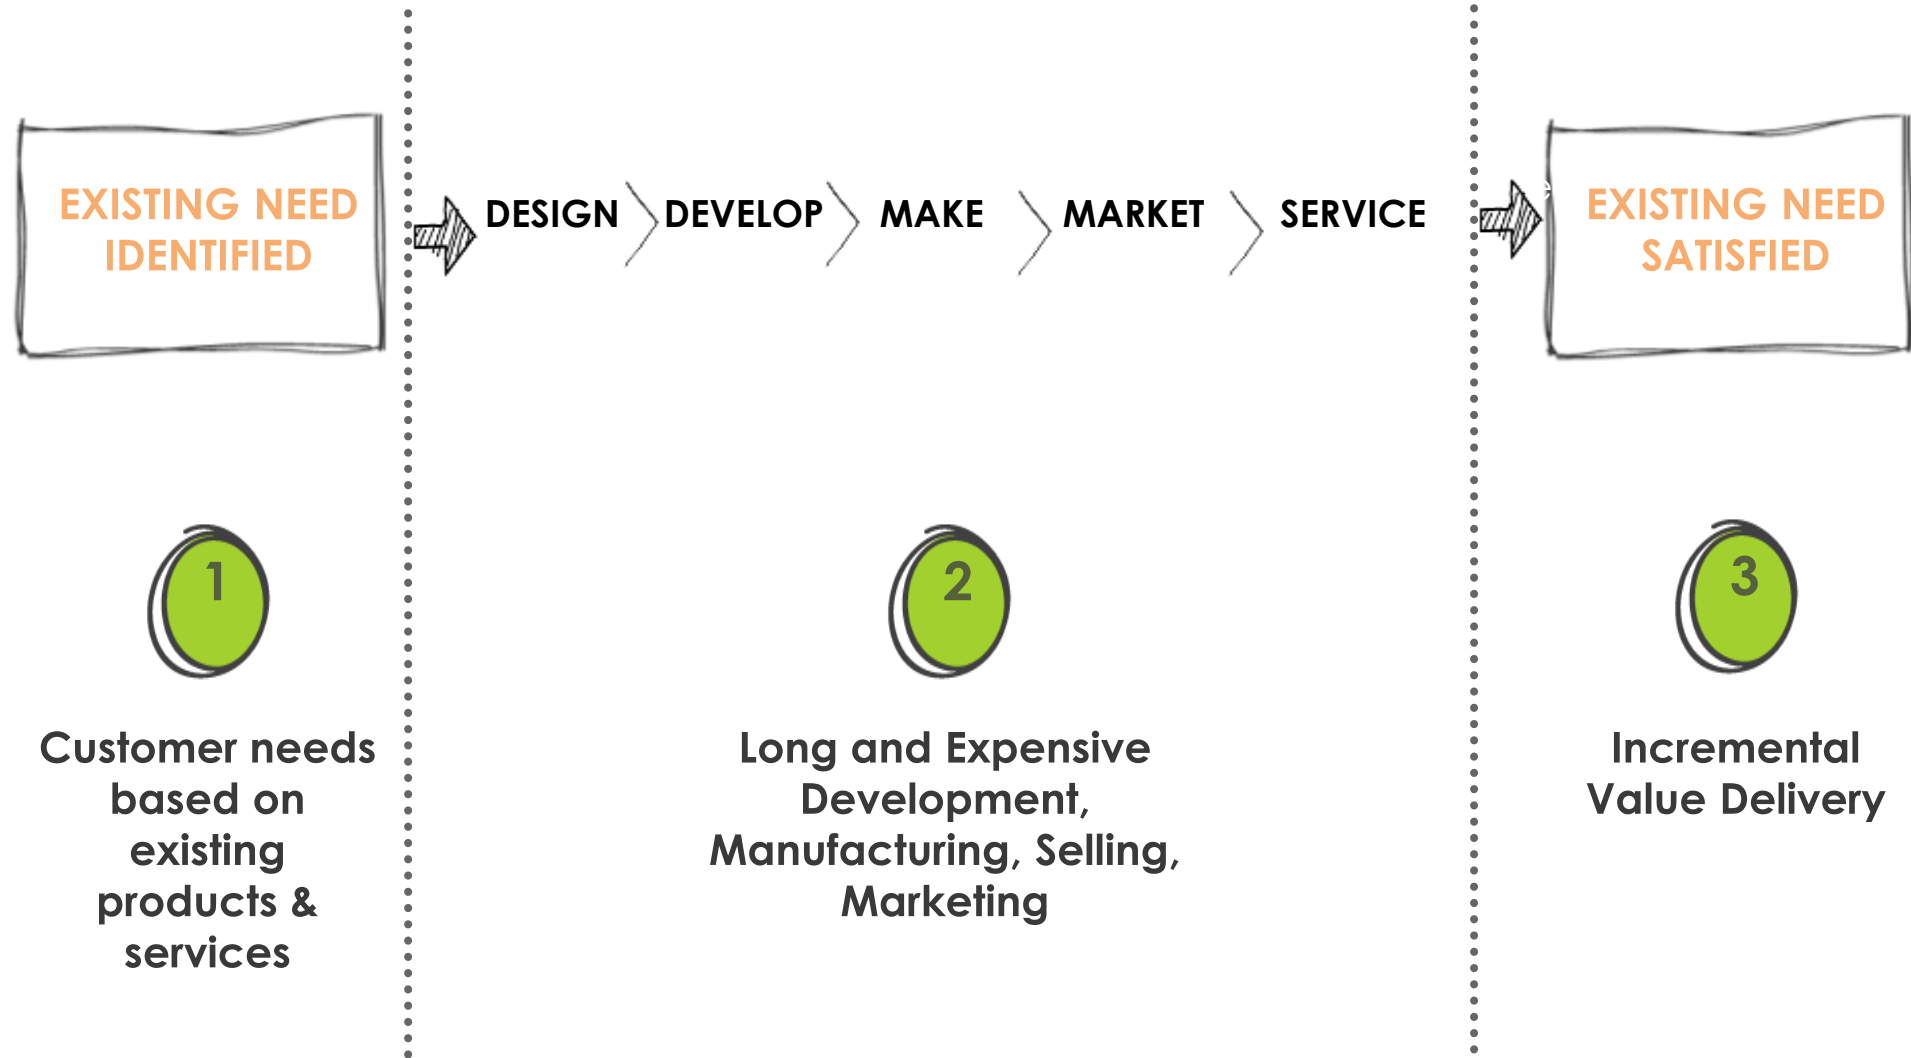 EXISTING NEED
IDENTIFIED
DESIGN
DEVELOP
MAKE
MARKET
SERVICE
EXISTING NEED
SATISFIED
1
2
3
Customer needs
based on
existing
products &
services
Long and Expensive
Development,
Manufacturing, Selling,
Marketing
Incremental
Value Delivery